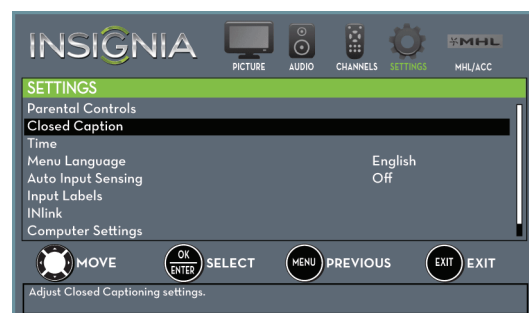 INSIGNIA
PICTURE AUDIO CHANNELS SETTINGS MHL MHL/ACC
SETTINGS
Parental Controls
Closed Caption
Time
Menu Language English
Auto Input Sensing Off
Input Labels
INlink
Computer Settings
MOVE OK ENTER SELECT MENU PREVIOUS EXIT EXIT
Adjust Closed Captioning settings.